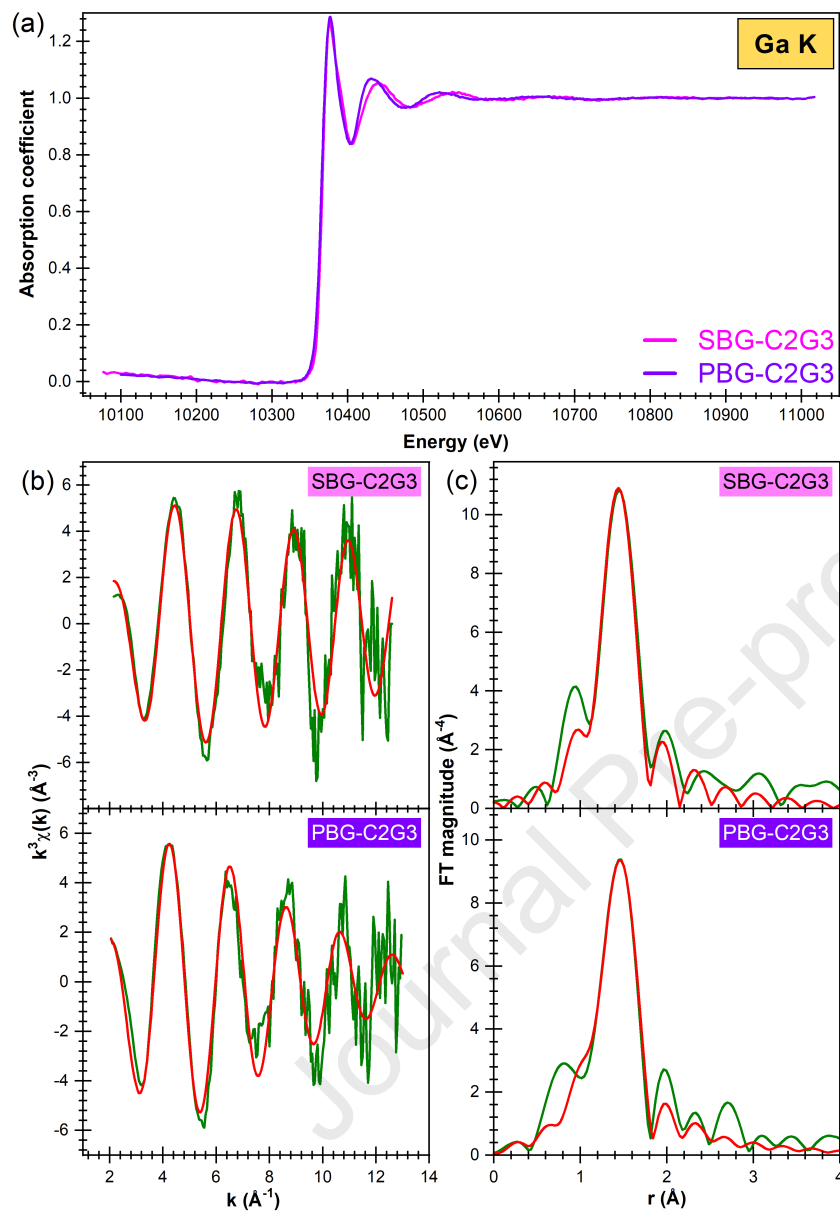 (a)
Ga K
Absorption coefficient
1.2
1.0
0.8
0.6
0.4
0.2
0.0
SBG-C2G3
PBG-C2G3
10100 10200 10300 10400 10500 10600 10700 10800 10900 11000
Energy (eV)
(b)
SBG-C2G3
6
4
2
0
-2
-4
-6
k³χ(k) (Å⁻³)
PBG-C2G3
6
4
2
0
-2
-4
-6
2 4 6 8 10 12 14
k (Å⁻¹)
(c)
SBG-C2G3
10
8
6
4
2
0
FT magnitude (Å⁻⁴)
PBG-C2G3
10
8
6
4
2
0
0 1 2 3 4
r (Å)
Journal Pre-pro